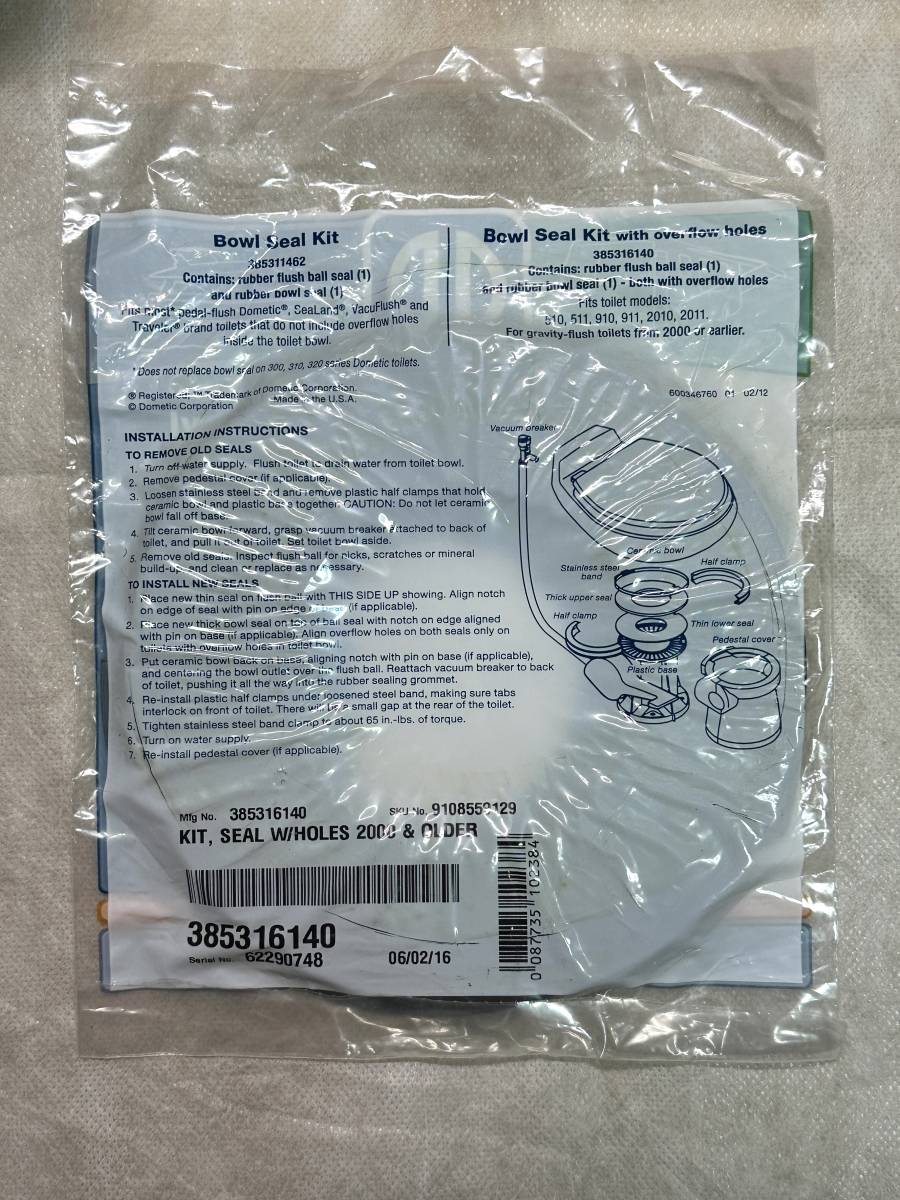 Bowl Seal Kit
385311462
Contains: rubber flush ball seal (1)
and rubber bowl seal (1)
Fits most* pedal-flush Dometic®, SeaLand®, VacuFlush® and
Traveler® brand toilets that do not include overflow holes
inside the toilet bowl.
* Does not replace bowl seal on 300, 310, 320 series Dometic toilets.
® Registered; ™ Trademark of Dometic Corporation.
© Dometic Corporation Made in the U.S.A.
Bowl Seal Kit with overflow holes
385316140
Contains: rubber flush ball seal (1)
and rubber bowl seal (1) - both with overflow holes
Fits toilet models:
510, 511, 910, 911, 2010, 2011.
For gravity-flush toilets from 2000 or earlier.
600346760 01 02/12
INSTALLATION INSTRUCTIONS
TO REMOVE OLD SEALS
1. Turn off water supply. Flush toilet to drain water from toilet bowl.
2. Remove pedestal cover (if applicable).
3. Loosen stainless steel band and remove plastic half clamps that hold
ceramic bowl and plastic base together. CAUTION: Do not let ceramic
bowl fall off base.
4. Tilt ceramic bowl forward, grasp vacuum breaker attached to back of
toilet, and pull it out of toilet. Set toilet bowl aside.
5. Remove old seals. Inspect flush ball for nicks, scratches or mineral
build-up, and clean or replace as necessary.
TO INSTALL NEW SEALS
1. Place new thin seal on flush ball with THIS SIDE UP showing. Align notch
on edge of seal with pin on edge of base (if applicable).
2. Place new thick bowl seal on top of ball seal with notch on edge aligned
with pin on base (if applicable). Align overflow holes on both seals only on
toilets with overflow holes in toilet bowl.
3. Put ceramic bowl back on base, aligning notch with pin on base (if applicable),
and centering the bowl outlet over the flush ball. Reattach vacuum breaker to back
of toilet, pushing it all the way into the rubber sealing grommet.
4. Re-install plastic half clamps under loosened steel band, making sure tabs
interlock on front of toilet. There will be a small gap at the rear of the toilet.
5. Tighten stainless steel band clamp to about 65 in.-lbs. of torque.
6. Turn on water supply.
7. Re-install pedestal cover (if applicable).
Vacuum breaker
Ceramic bowl
Stainless steel
band
Half clamp
Thick upper seal
Half clamp
Thin lower seal
Pedestal cover
Plastic base
Mfg No. 385316140 SKU No. 9108559129
KIT, SEAL W/HOLES 2000 & OLDER
385316140
Serial No. 62290748 06/02/16
0 087735 102384